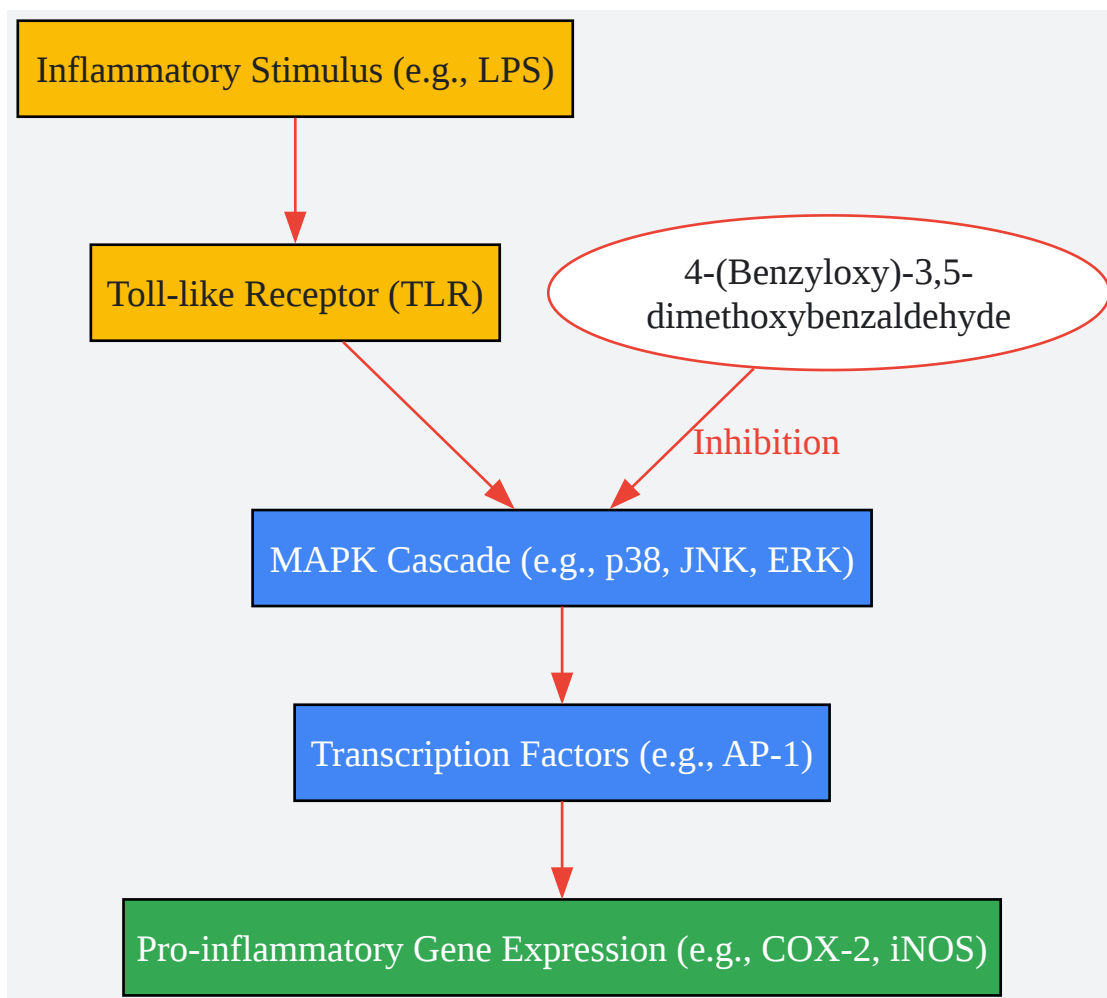 Inflammatory Stimulus (e.g., LPS)
Toll-like Receptor (TLR)
4-(Benzyloxy)-3,5-
dimethoxybenzaldehyde
Inhibition
MAPK Cascade (e.g., p38, JNK, ERK)
Transcription Factors (e.g., AP-1)
Pro-inflammatory Gene Expression (e.g., COX-2, iNOS)